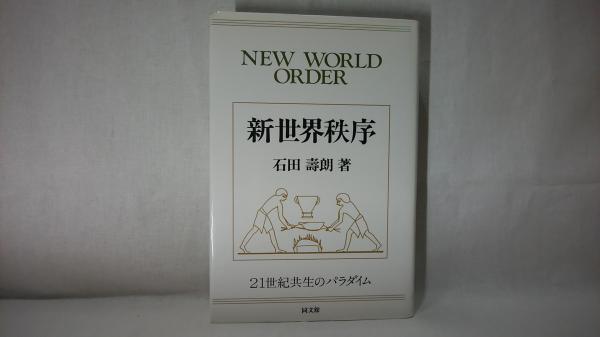 NEW WORLD
ORDER
新世界秩序
石田 壽朗 著
21世紀共生のパラダイム
同文舘